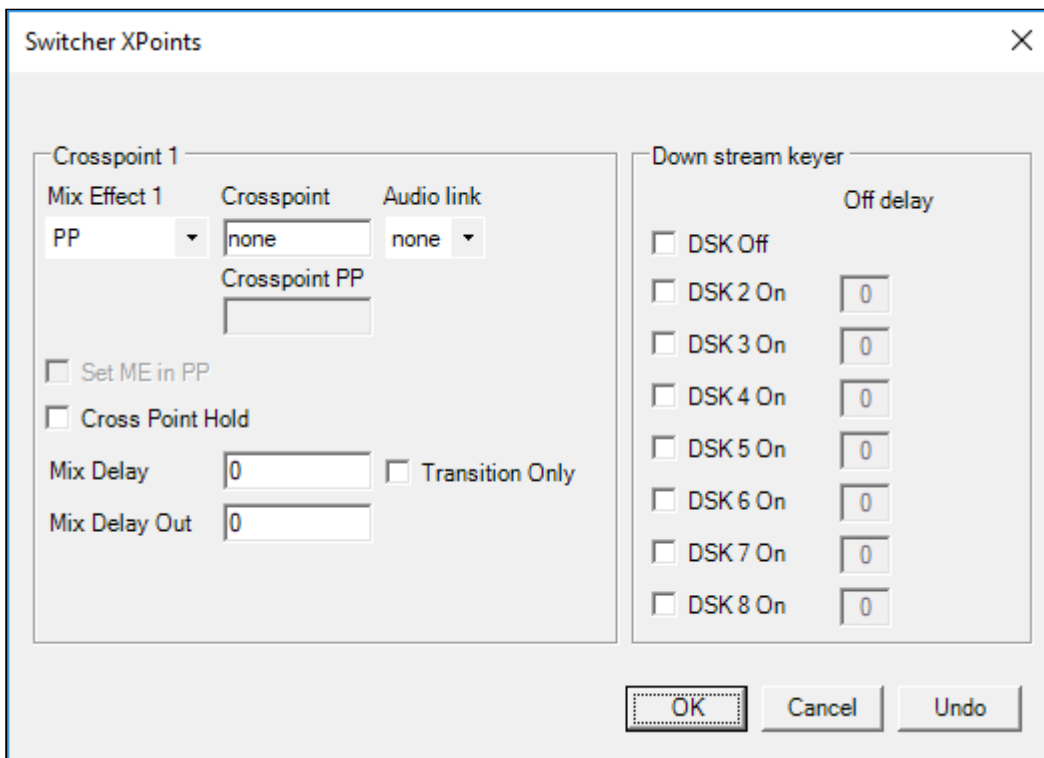 Switcher XPoints
Crosspoint 1
Mix Effect 1 Crosspoint Audio link
PP none none
Crosspoint PP
Set ME in PP
Cross Point Hold
Mix Delay 0 Transition Only
Mix Delay Out 0
Down stream keyer
Off delay
DSK Off
DSK 2 On 0
DSK 3 On 0
DSK 4 On 0
DSK 5 On 0
DSK 6 On 0
DSK 7 On 0
DSK 8 On 0
OK Cancel Undo